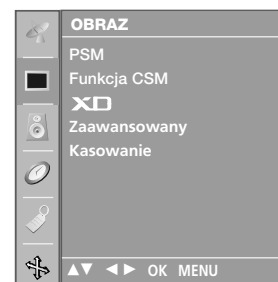 OBRAZ
PSM
Funkcja CSM
XD
Zaawansowany
Kasowanie
▲▼ ◄► OK MENU